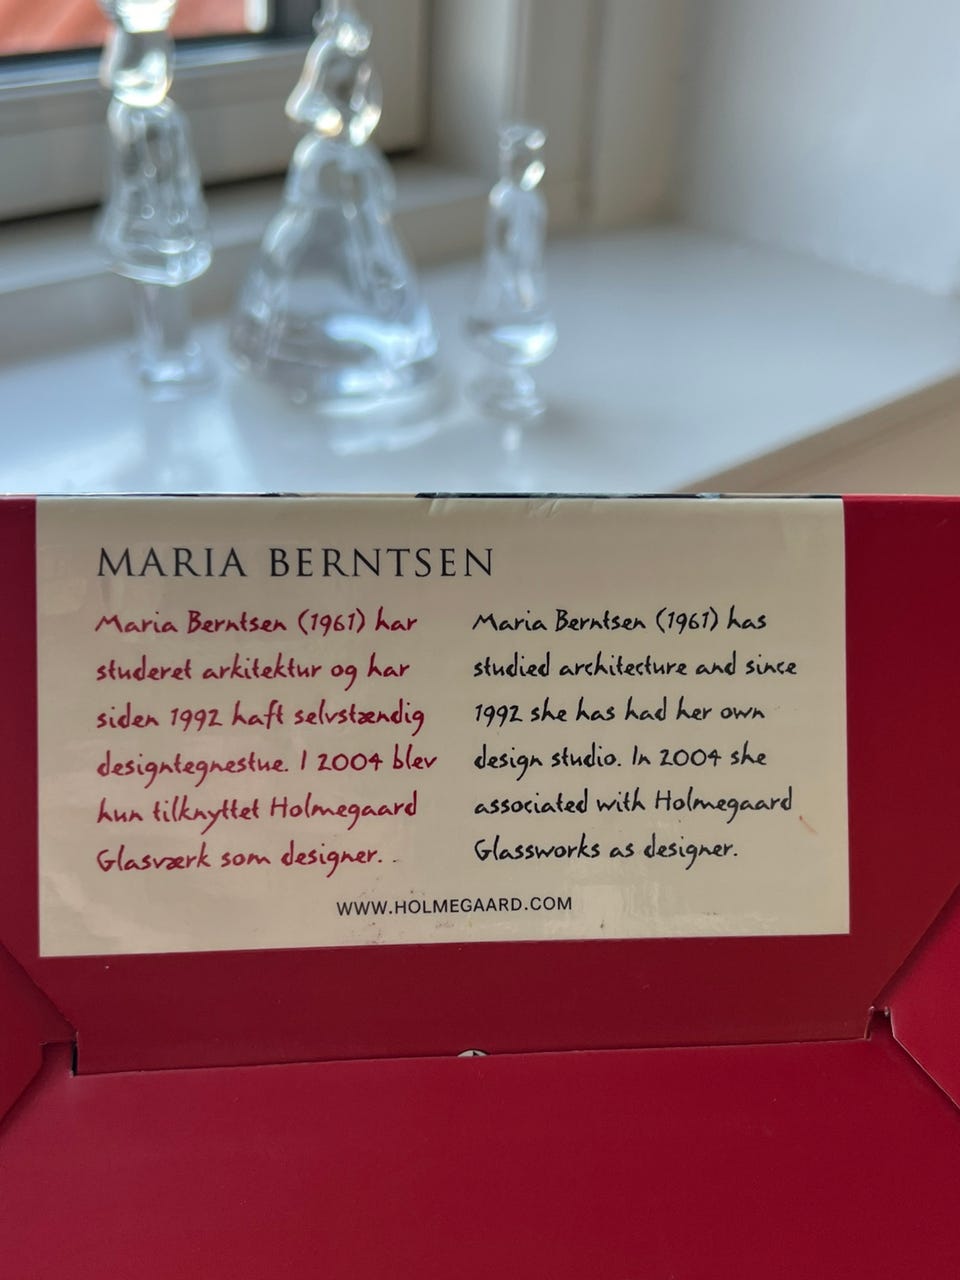 MARIA BERNTSEN
Maria Berntsen (1961) har
studeret arkitektur og har
siden 1992 haft selvstændig
designtegnestue. I 2004 blev
hun tilknyttet Holmegaard
Glasværk som designer.
Maria Berntsen (1961) has
studied architecture and since
1992 she has had her own
design studio. In 2004 she
associated with Holmegaard
Glassworks as designer.
WWW.HOLMEGAARD.COM